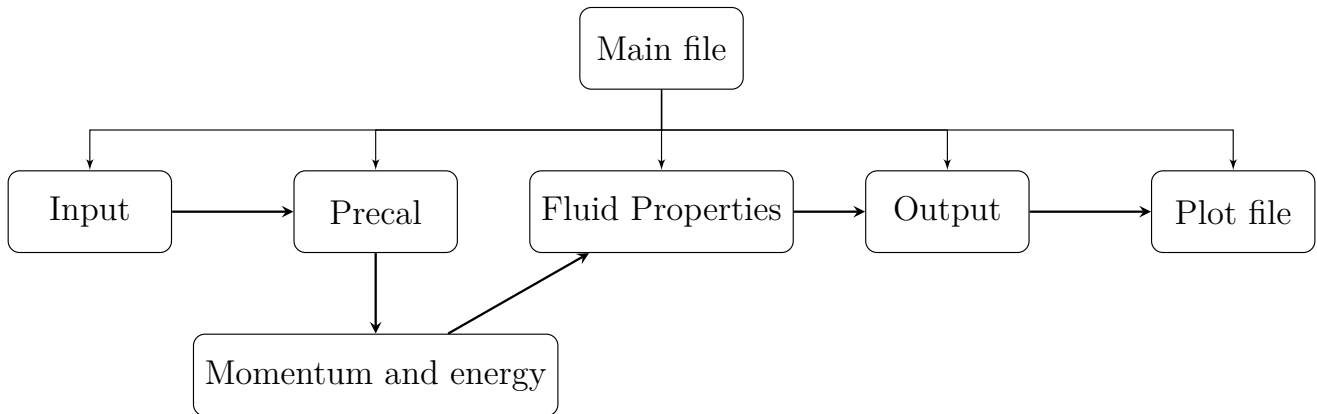 Main file
Input
Precal
Fluid Properties
Output
Plot file
Momentum and energy